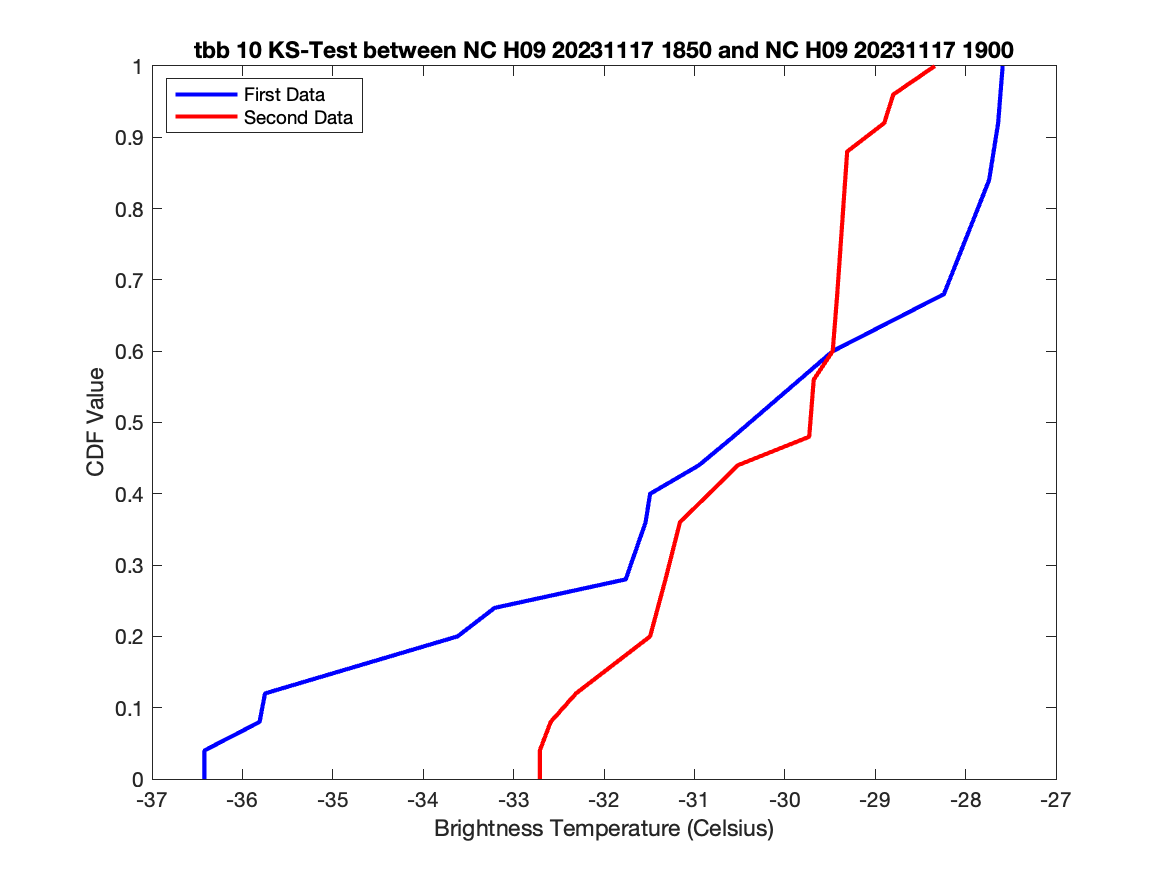 tbb 10 KS-Test between NC H09 20231117 1850 and NC H09 20231117 1900
First Data
Second Data
1
0.9
0.8
0.7
0.6
0.5
0.4
0.3
0.2
0.1
0
CDF Value
-37 -36 -35 -34 -33 -32 -31 -30 -29 -28 -27
Brightness Temperature (Celsius)